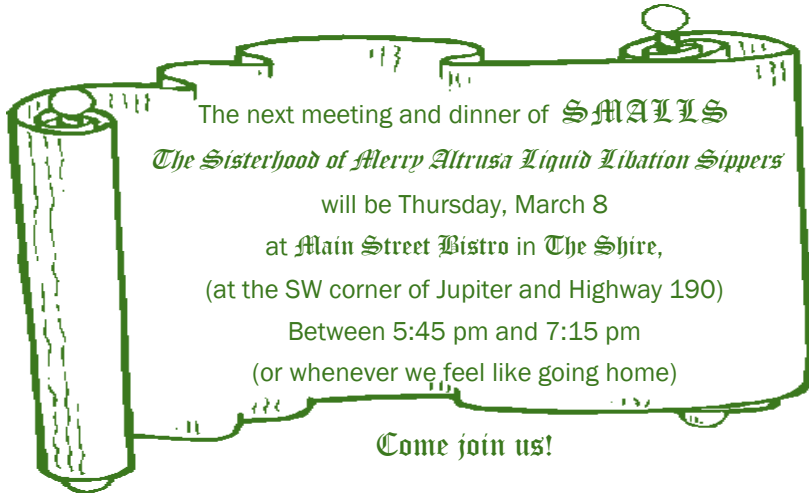 The next meeting and dinner of SMALLS
The Sisterhood of Merry Altrusa Liquid Libation Sippers
will be Thursday, March 8
at Main Street Bistro in The Shire,
(at the SW corner of Jupiter and Highway 190)
Between 5:45 pm and 7:15 pm
(or whenever we feel like going home)
Come join us!